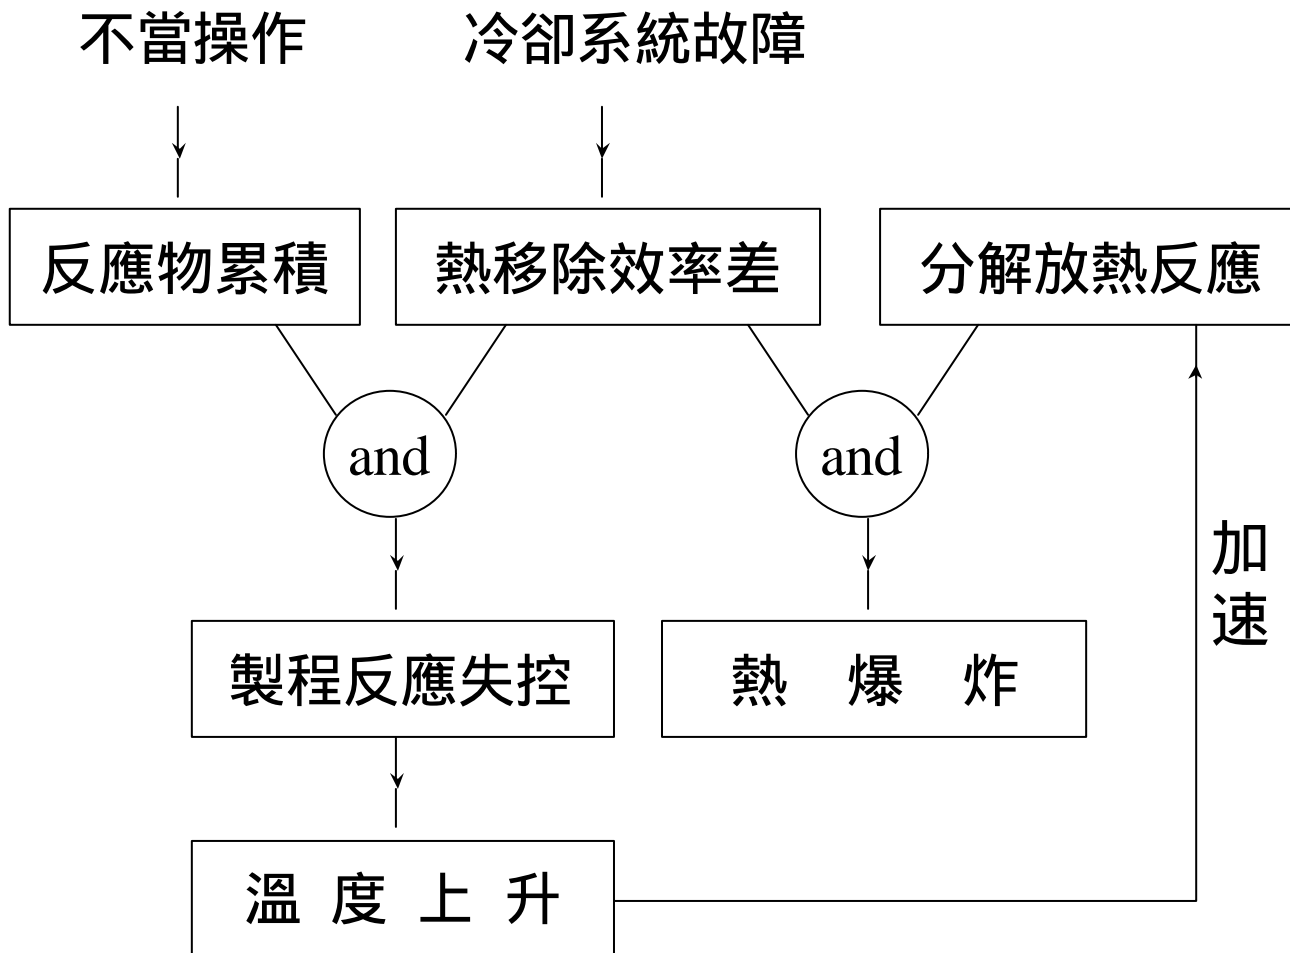 不當操作
冷卻系統故障
反應物累積
熱移除效率差
分解放熱反應
and
and
加
速
製程反應失控
熱 爆 炸
溫 度 上 升